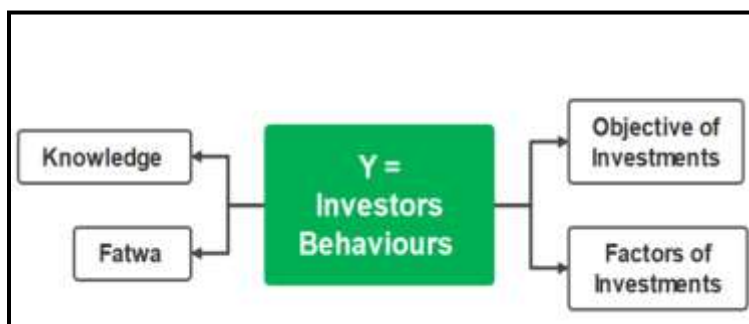 Knowledge
Fatwa
Y =
Investors
Behaviours
Objective of
Investments
Factors of
Investments